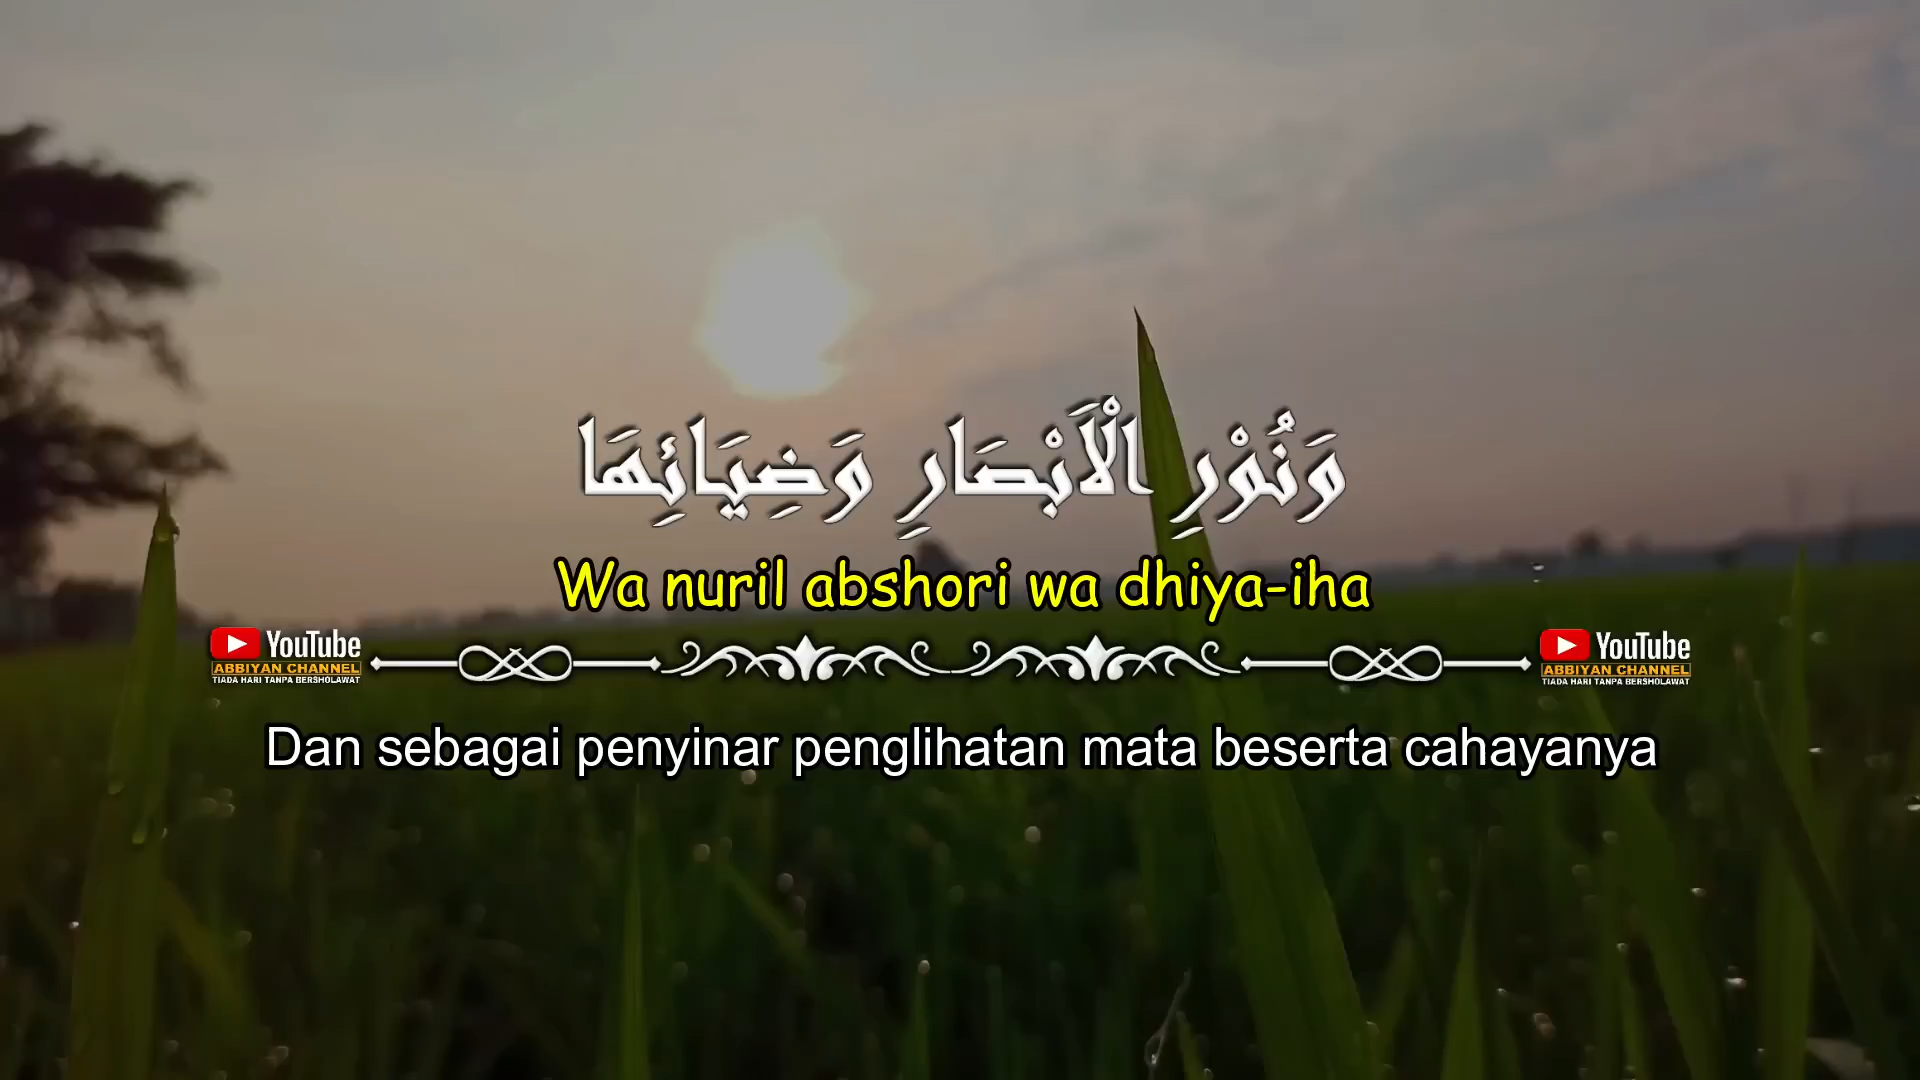 وَنُوْرِ الْاَبْصَارِ وَضِيَائِهَا
Wa nuril abshori wa dhiya-iha
YouTube
ABBIYAN CHANNEL
TIADA HARI TANPA BERSHOLAWAT
YouTube
ABBIYAN CHANNEL
TIADA HARI TANPA BERSHOLAWAT
Dan sebagai penyinar penglihatan mata beserta cahayanya